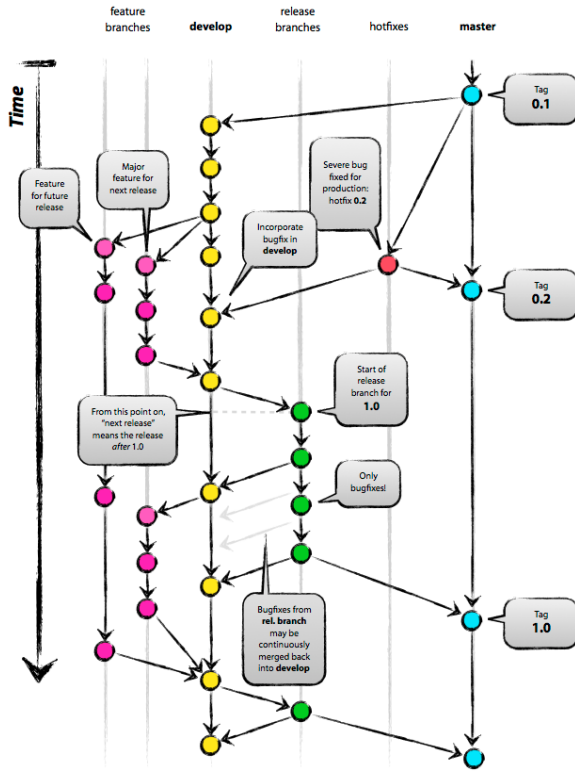 feature
branches
develop
release
branches
hotfixes
master
Time
Tag
0.1
Major
feature for
next release
Severe bug
fixed for
production:
hotfix 0.2
Feature
for future
release
Incorporate
bugfix in
develop
Tag
0.2
Start of
release
branch for
1.0
From this point on,
“next release”
means the release
after 1.0
Only
bugfixes!
Bugfixes from
rel. branch
may be
continuously
merged back
into develop
Tag
1.0